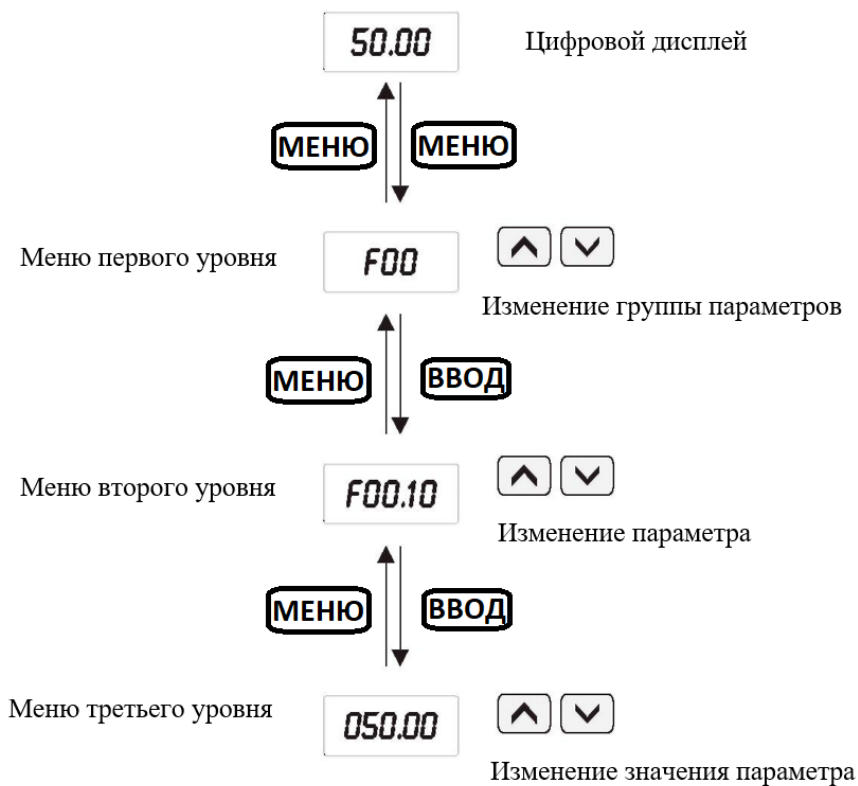 50.00 Цифровой дисплей
МЕНЮ МЕНЮ
Меню первого уровня F00
Изменение группы параметров
МЕНЮ ВВОД
Меню второго уровня F00.10
Изменение параметра
МЕНЮ ВВОД
Меню третьего уровня 050.00
Изменение значения параметра